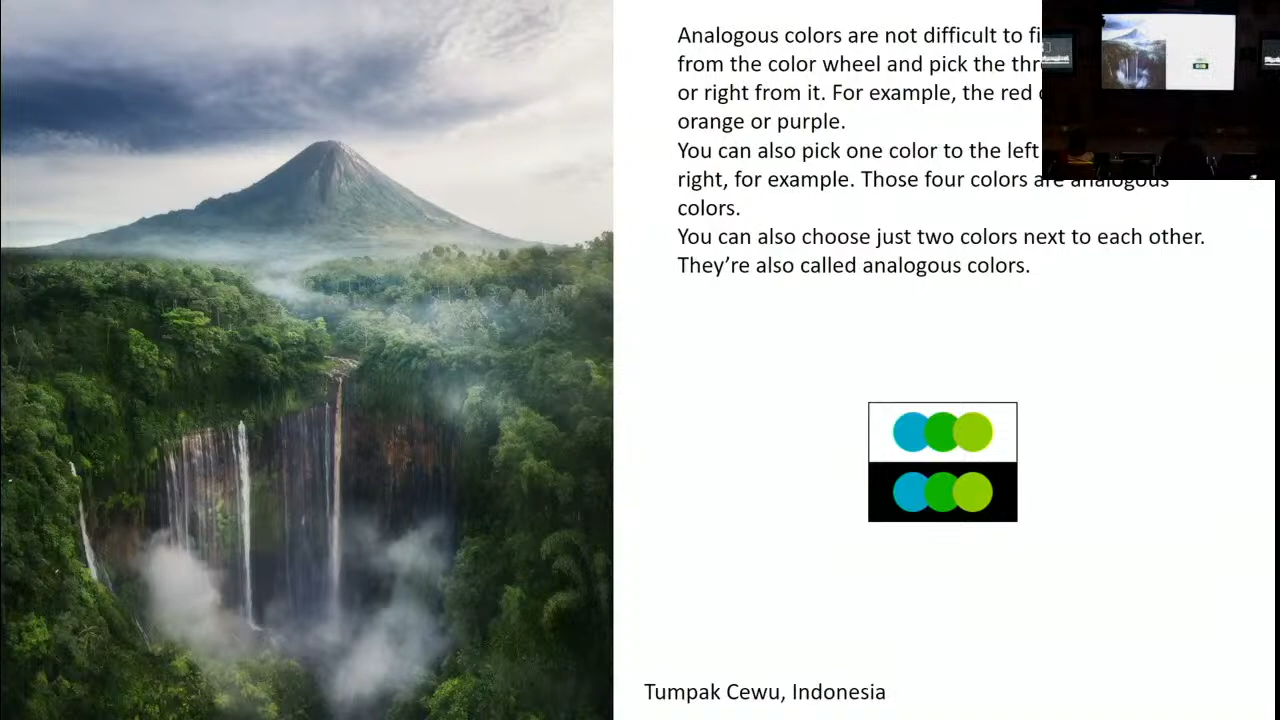 Analogous colors are not difficult to
from the color wheel and pick the
or right from it. For example, the red
orange or purple.
You can also pick one color to the left
right, for example. Those four colors are analogous
colors.
You can also choose just two colors next to each other.
They’re also called analogous colors.
Tumpak Cewu, Indonesia